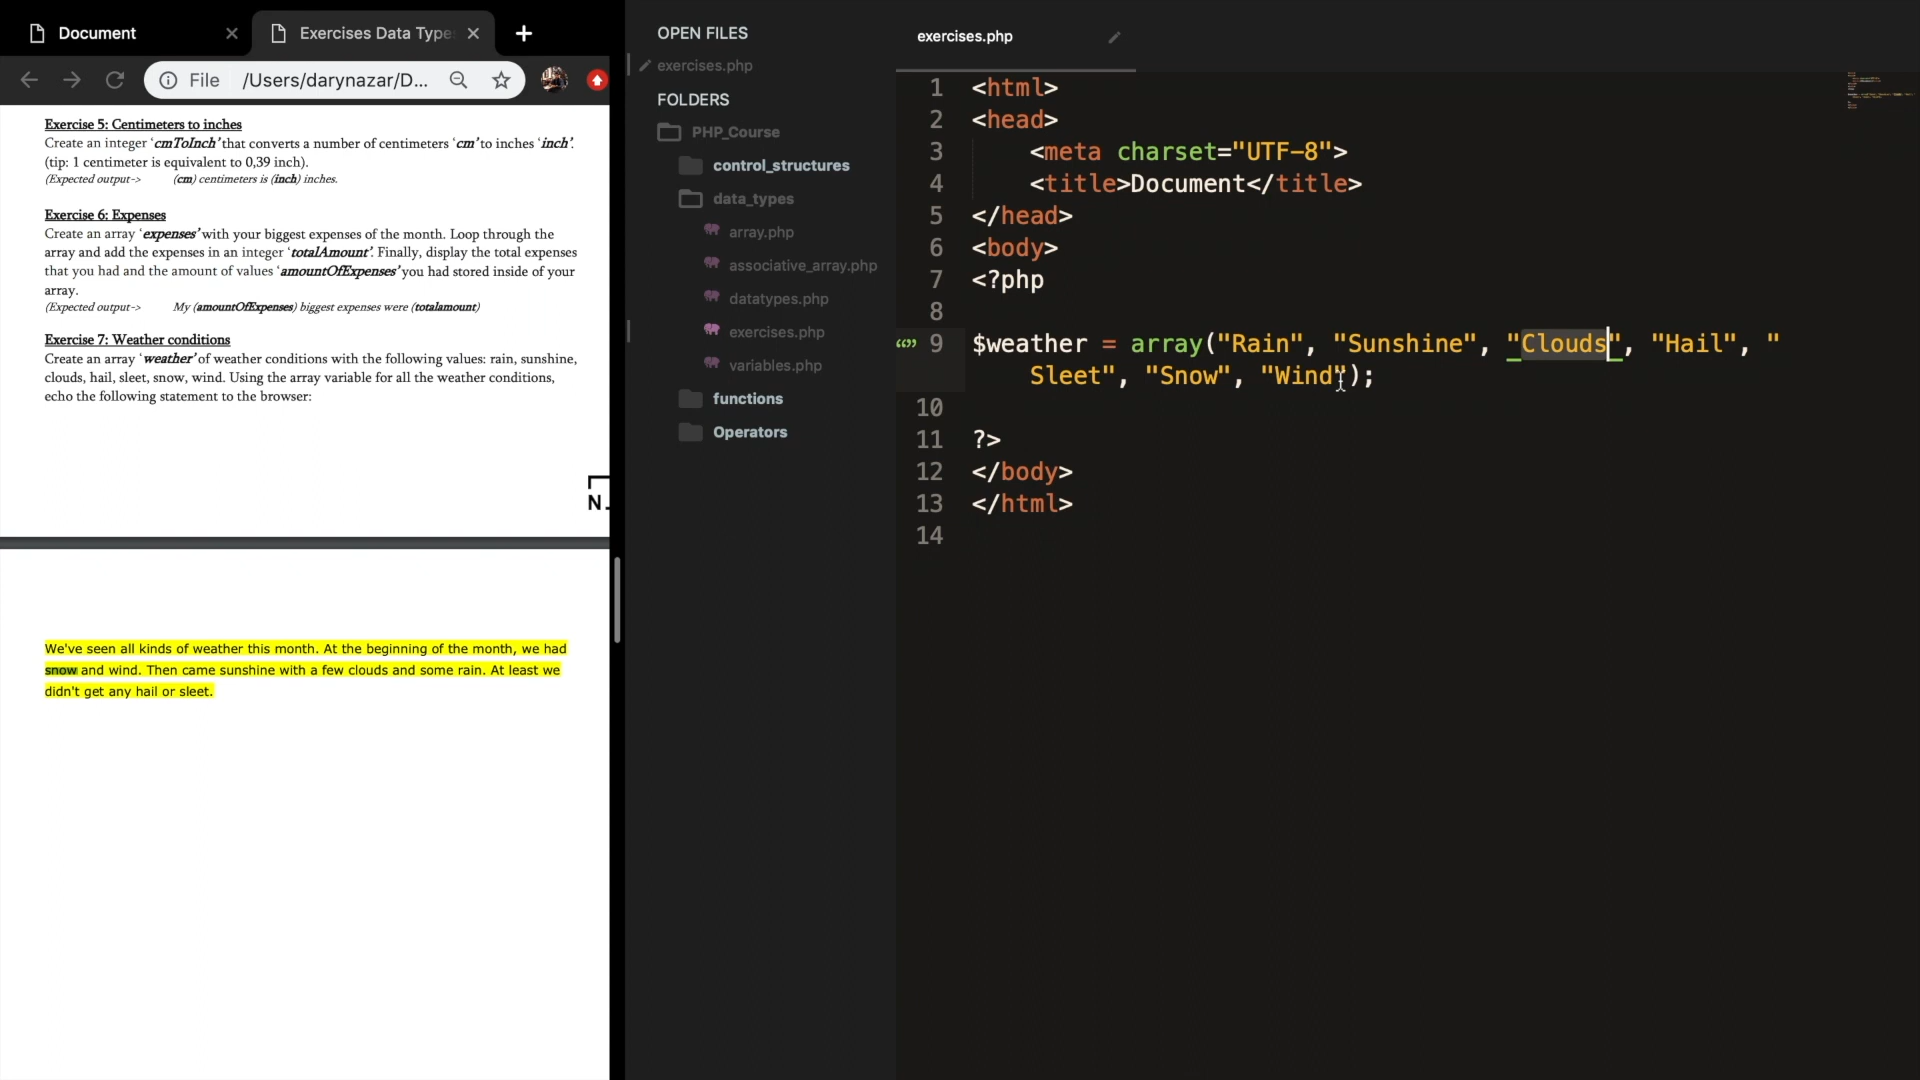 Document
Exercises Data Type
File /Users/darynazar/D...
Exercise 5: Centimeters to inches
Create an integer ‘cmToInch’ that converts a number of centimeters ‘cm’ to inches ‘inch’.
(tip: 1 centimeter is equivalent to 0,39 inch).
(Expected output-> (cm) centimeters is (inch) inches.
Exercise 6: Expenses
Create an array ‘expenses’ with your biggest expenses of the month. Loop through the
array and add the expenses in an integer ‘totalAmount’. Finally, display the total expenses
that you had and the amount of values ‘amountOfExpenses’ you had stored inside of your
array.
(Expected output-> My (amountOfExpenses) biggest expenses were (totalamount)
Exercise 7: Weather conditions
Create an array ‘weather’ of weather conditions with the following values: rain, sunshine,
clouds, hail, sleet, snow, wind. Using the array variable for all the weather conditions,
echo the following statement to the browser:
N.
We've seen all kinds of weather this month. At the beginning of the month, we had
snow and wind. Then came sunshine with a few clouds and some rain. At least we
didn't get any hail or sleet.
OPEN FILES
exercises.php
FOLDERS
PHP_Course
control_structures
data_types
array.php
associative_array.php
datatypes.php
exercises.php
variables.php
functions
Operators
exercises.php
1 <html>
2 <head>
3 <meta charset="UTF-8">
4 <title>Document</title>
5 </head>
6 <body>
7 <?php
8
9 $weather = array("Rain", "Sunshine", "Clouds", "Hail", "
Sleet", "Snow", "Wind");
10
11 ?>
12 </body>
13 </html>
14